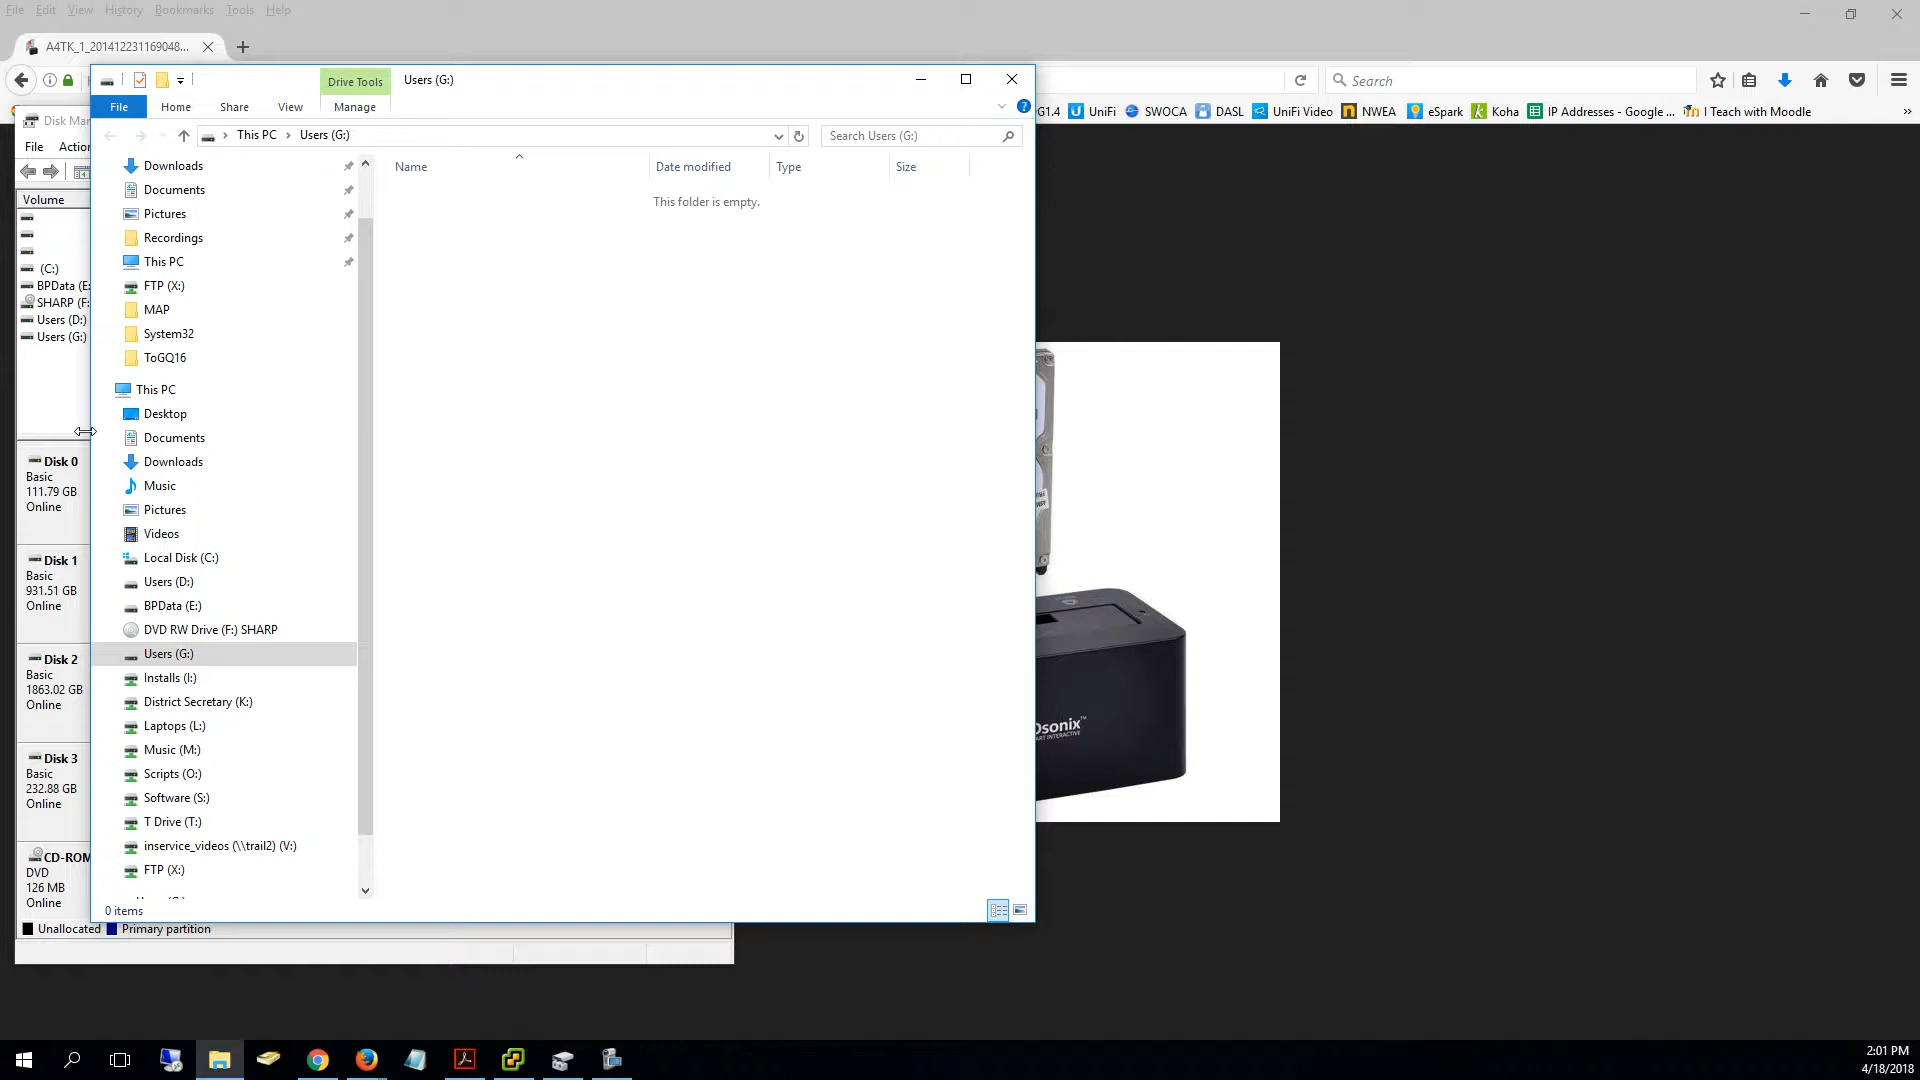 File Edit View History Bookmarks Tools Help
A4TK_1_201412231169048...
Search
G1.4 UniFi SWOCA DASL UniFi Video NWEA eSpark Koha IP Addresses - Google ... I Teach with Moodle
Drive Tools Users (G:)
File Home Share View Manage
This PC Users (G:)
Search Users (G:)
Name Date modified Type Size
This folder is empty.
Downloads
Documents
Pictures
Recordings
This PC
FTP (X:)
MAP
System32
ToGQ16
This PC
Desktop
Documents
Downloads
Music
Pictures
Videos
Local Disk (C:)
Users (D:)
BPData (E:)
DVD RW Drive (F:) SHARP
Users (G:)
Installs (I:)
District Secretary (K:)
Laptops (L:)
Music (M:)
Scripts (O:)
Software (S:)
T Drive (T:)
inservice_videos (\\trail2) (V:)
FTP (X:)
0 items
Disk Mar
File Action
Volume
(C:)
BPData (E:
SHARP (F:
Users (D:)
Users (G:)
Disk 0
Basic
111.79 GB
Online
Disk 1
Basic
931.51 GB
Online
Disk 2
Basic
1863.02 GB
Online
Disk 3
Basic
232.88 GB
Online
CD-ROM
DVD
126 MB
Online
Unallocated Primary partition
Osonix™
ART INTERACTIVE
2:01 PM
4/18/2018